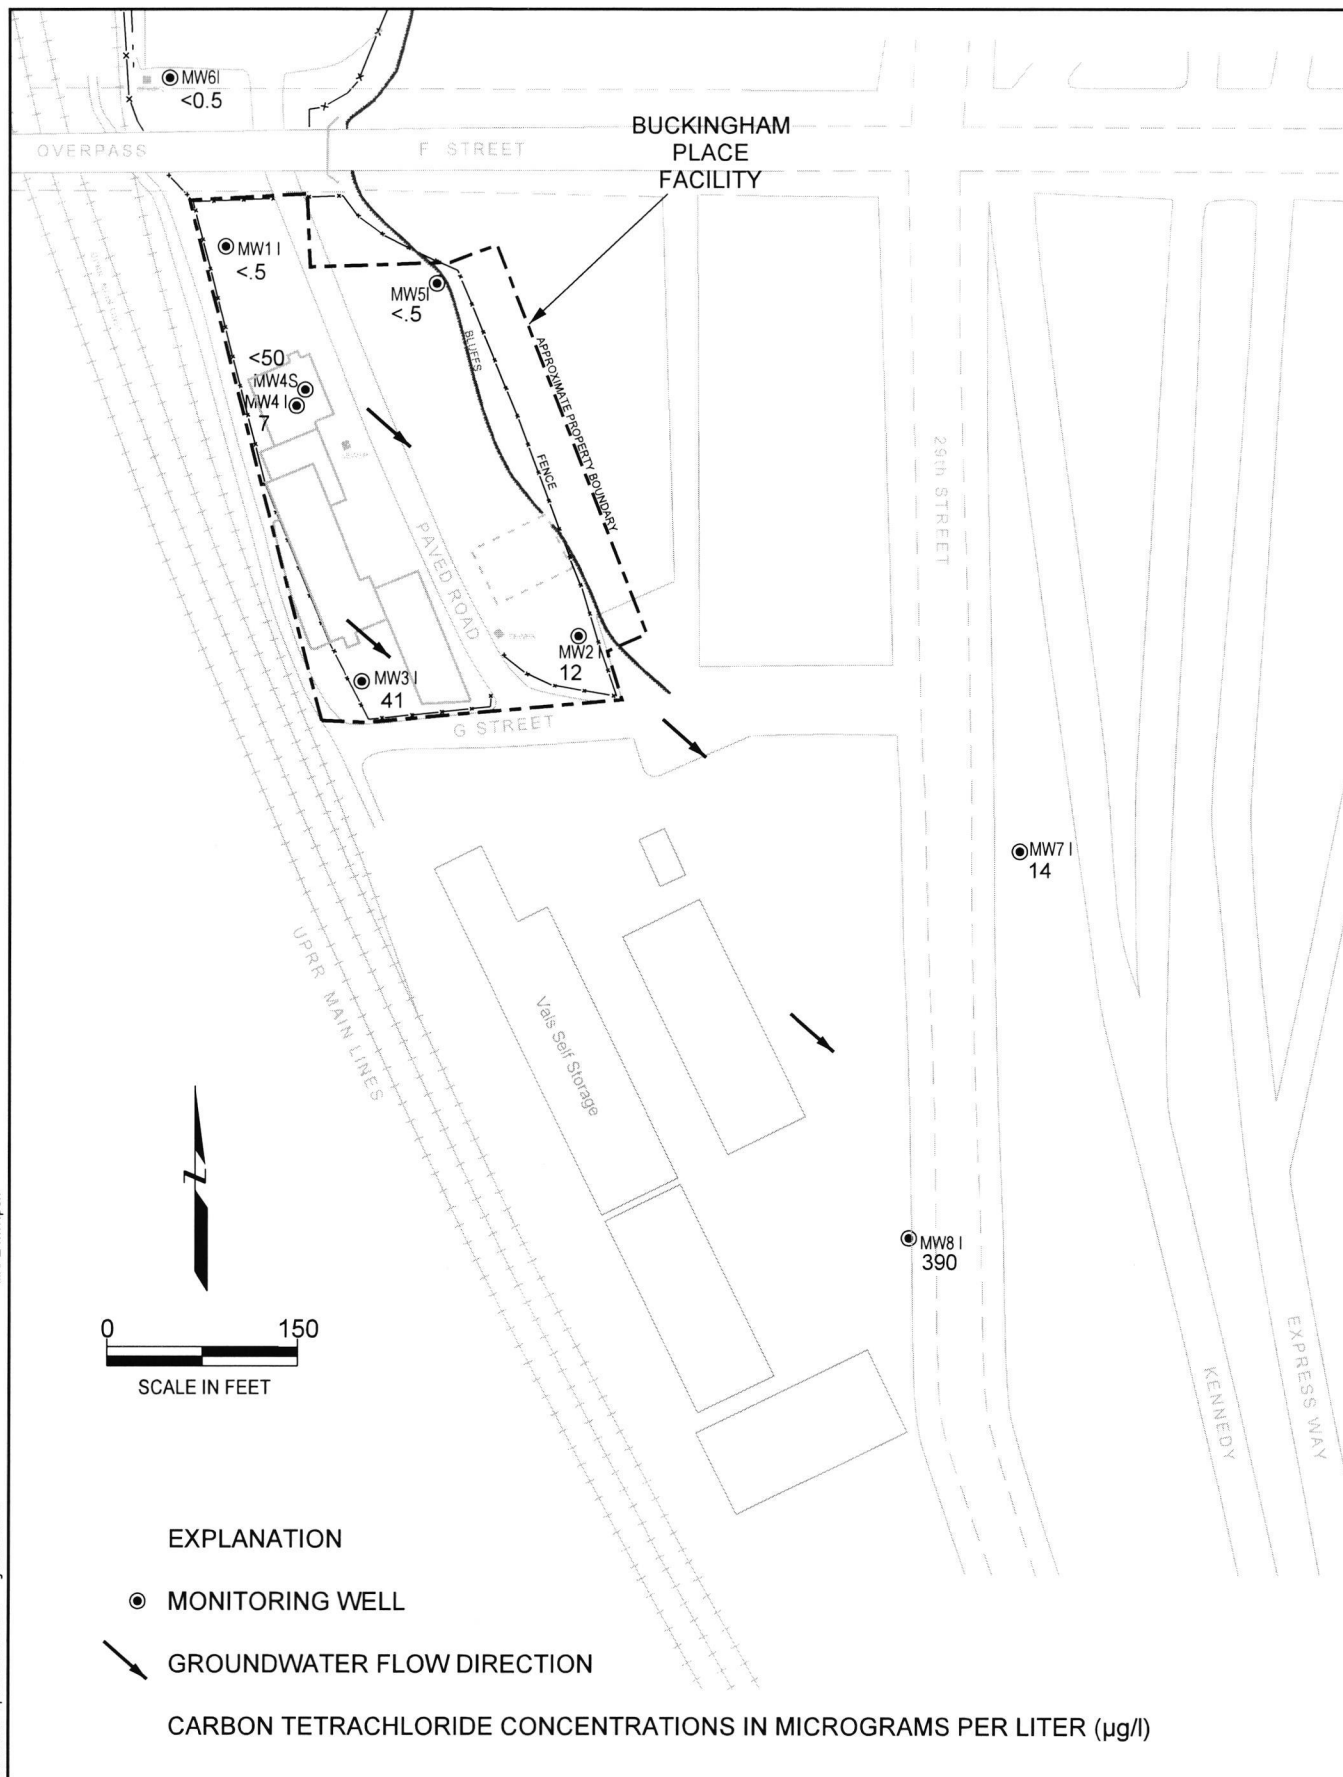 MW6I
<0.5
BUCKINGHAM
PLACE
FACILITY
OVERPASS
F STREET
MW1 I
<.5
MW5I
<.5
BLUFFS
APPROXIMATE PROPERTY BOUNDARY
FENCE
<50
MW4S
MW4 I
7
29th STREET
PAVED ROAD
MW2 I
12
MW3 I
41
G STREET
MW7 I
14
UPRR MAIN LINES
Vals Self Storage
MW8 I
390
0 150
SCALE IN FEET
KENNEDY
EXPRESS WAY
EXPLANATION
MONITORING WELL
GROUNDWATER FLOW DIRECTION
CARBON TETRACHLORIDE CONCENTRATIONS IN MICROGRAMS PER LITER (µg/l)